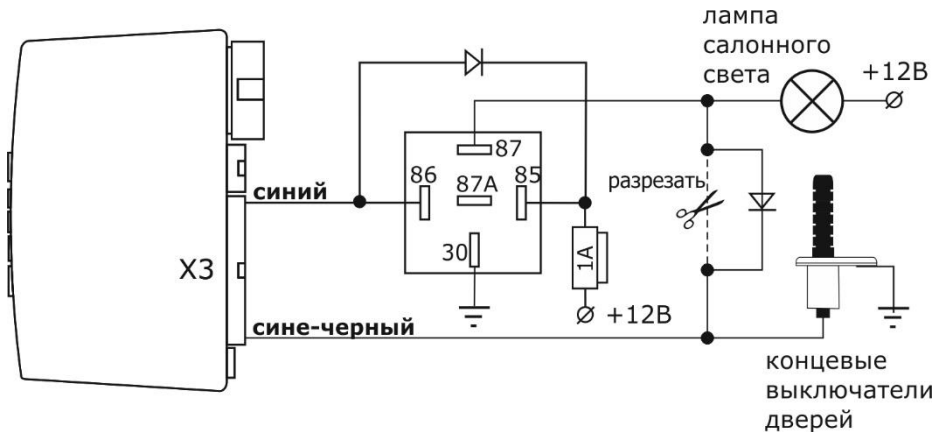 лампа
салонного
света
+12В
87
86
87А
85
разрезать
синий
30
1А
Х3
+12В
сине-черный
концевые
выключатели
дверей